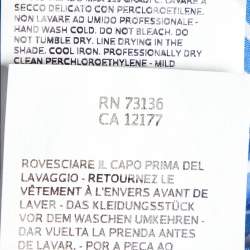 SECCO DELICATO CON PERCLOROETILENE.
NON LAVARE AD UMIDO PROFESSIONALE -
HAND WASH COLD. DO NOT BLEACH. DO
NOT TUMBLE DRY. LINE DRYING IN THE
SHADE. COOL IRON. PROFESSIONALLY DRY
CLEAN PERCHLOROETHYLENE - MILD
RN 73136
CA 12177
ROVESCIARE IL CAPO PRIMA DEL
LAVAGGIO - RETOURNEZ LE
VÊTEMENT À L'ENVERS AVANT DE
LAVER - DAS KLEIDUNGSSTÜCK
VOR DEM WASCHEN UMKEHREN -
DAR VUELTA LA PRENDA ANTES
DE LAVAR. - POR A PEÇA AO